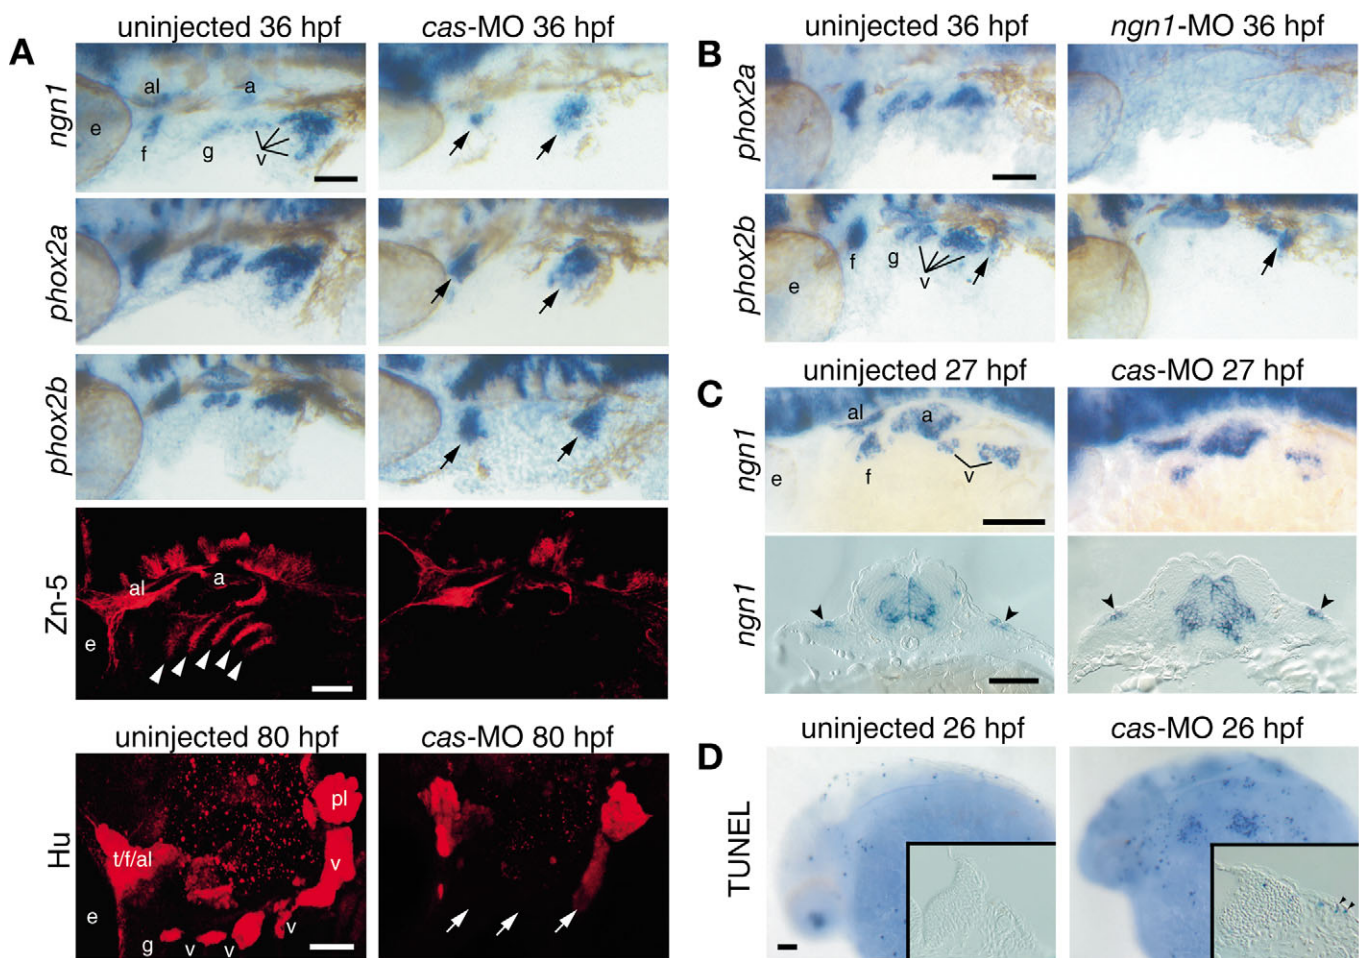 A
uninjected 36 hpf
cas-MO 36 hpf
ngn1
al
a
e
f
g
v
phox2a
phox2b
Zn-5
al
a
e
uninjected 80 hpf
cas-MO 80 hpf
Hu
pl
t/f/al
v
e
g
v
v
v
B
uninjected 36 hpf
ngn1-MO 36 hpf
phox2a
phox2b
f
g
e
v
C
uninjected 27 hpf
cas-MO 27 hpf
ngn1
al
a
e
f
v
ngn1
D
uninjected 26 hpf
cas-MO 26 hpf
TUNEL